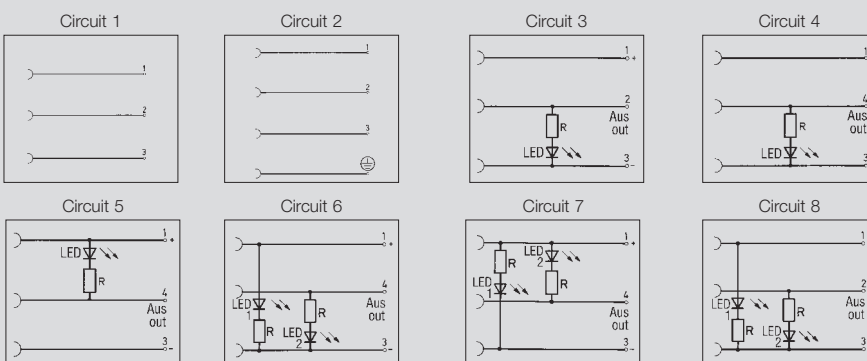 Circuit 1
Circuit 2
Circuit 3
Circuit 4
1
2
3
1
2
3
1
+
2
Aus
out
R
LED
3
-
1
4
Aus
out
R
LED
3
Circuit 5
Circuit 6
Circuit 7
Circuit 8
1
+
LED
R
4
Aus
out
3
-
1
+
4
Aus
out
LED
1
R
R
LED
2
3
-
1
+
R
LED
2
LED
1
R
4
Aus
out
3
-
1
2
Aus
out
LED
1
R
R
LED
2
3